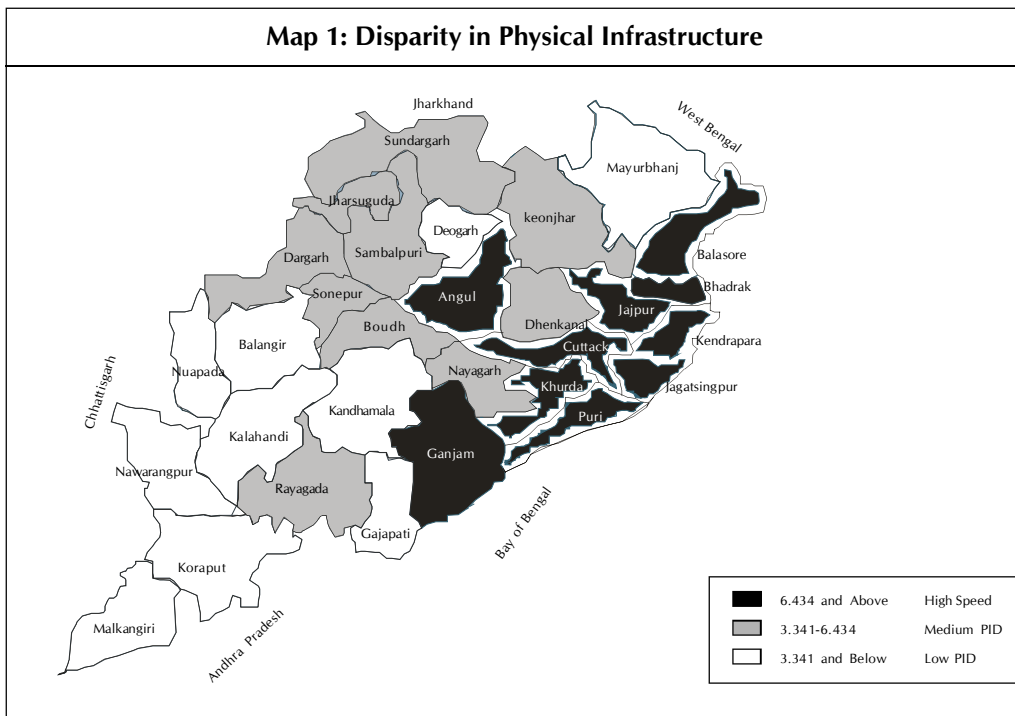 Map 1: Disparity in Physical Infrastructure
Jharkhand
West Bengal
Sundargarh
Mayurbhanj
Jharsuguda
keonjhar
Deogarh
Dargarh
Sambalpuri
Balasore
Sonepur
Angul
Bhadrak
Jajpur
Boudh
Dhenkanal
Balangir
Cuttack
Kendrapara
Nuapada
Nayagarh
Khurda
Jagatsingpur
Chhattisgarh
Kandhamala
Puri
Kalahandi
Ganjam
Nawarangpur
Rayagada
Bay of Bengal
Gajapati
Koraput
Malkangiri
Andhra Pradesh
6.434 and Above High Speed
3.341-6.434 Medium PID
3.341 and Below Low PID